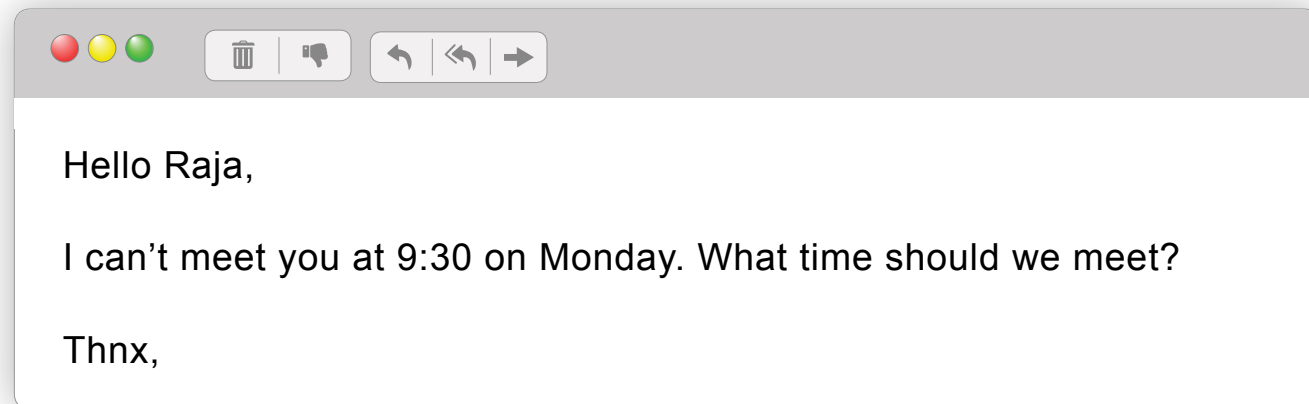 Hello Raja,
I can’t meet you at 9:30 on Monday. What time should we meet?
Thnx,